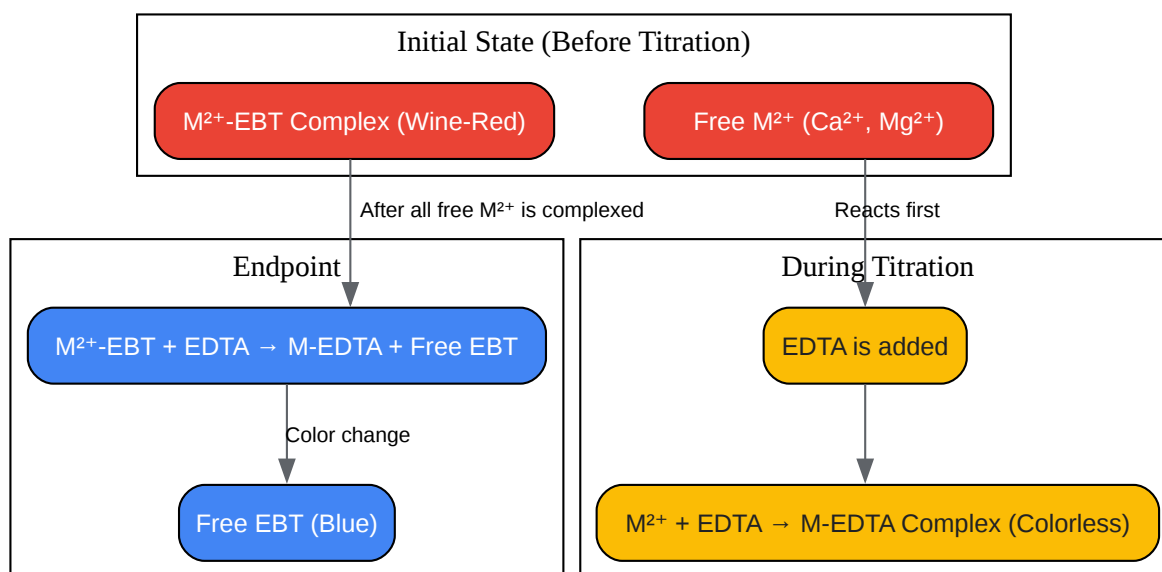 Initial State (Before Titration)
M²⁺-EBT Complex (Wine-Red)
Free M²⁺ (Ca²⁺, Mg²⁺)
After all free M²⁺ is complexed
Reacts first
Endpoint
During Titration
M²⁺-EBT + EDTA → M-EDTA + Free EBT
EDTA is added
Color change
Free EBT (Blue)
M²⁺ + EDTA → M-EDTA Complex (Colorless)